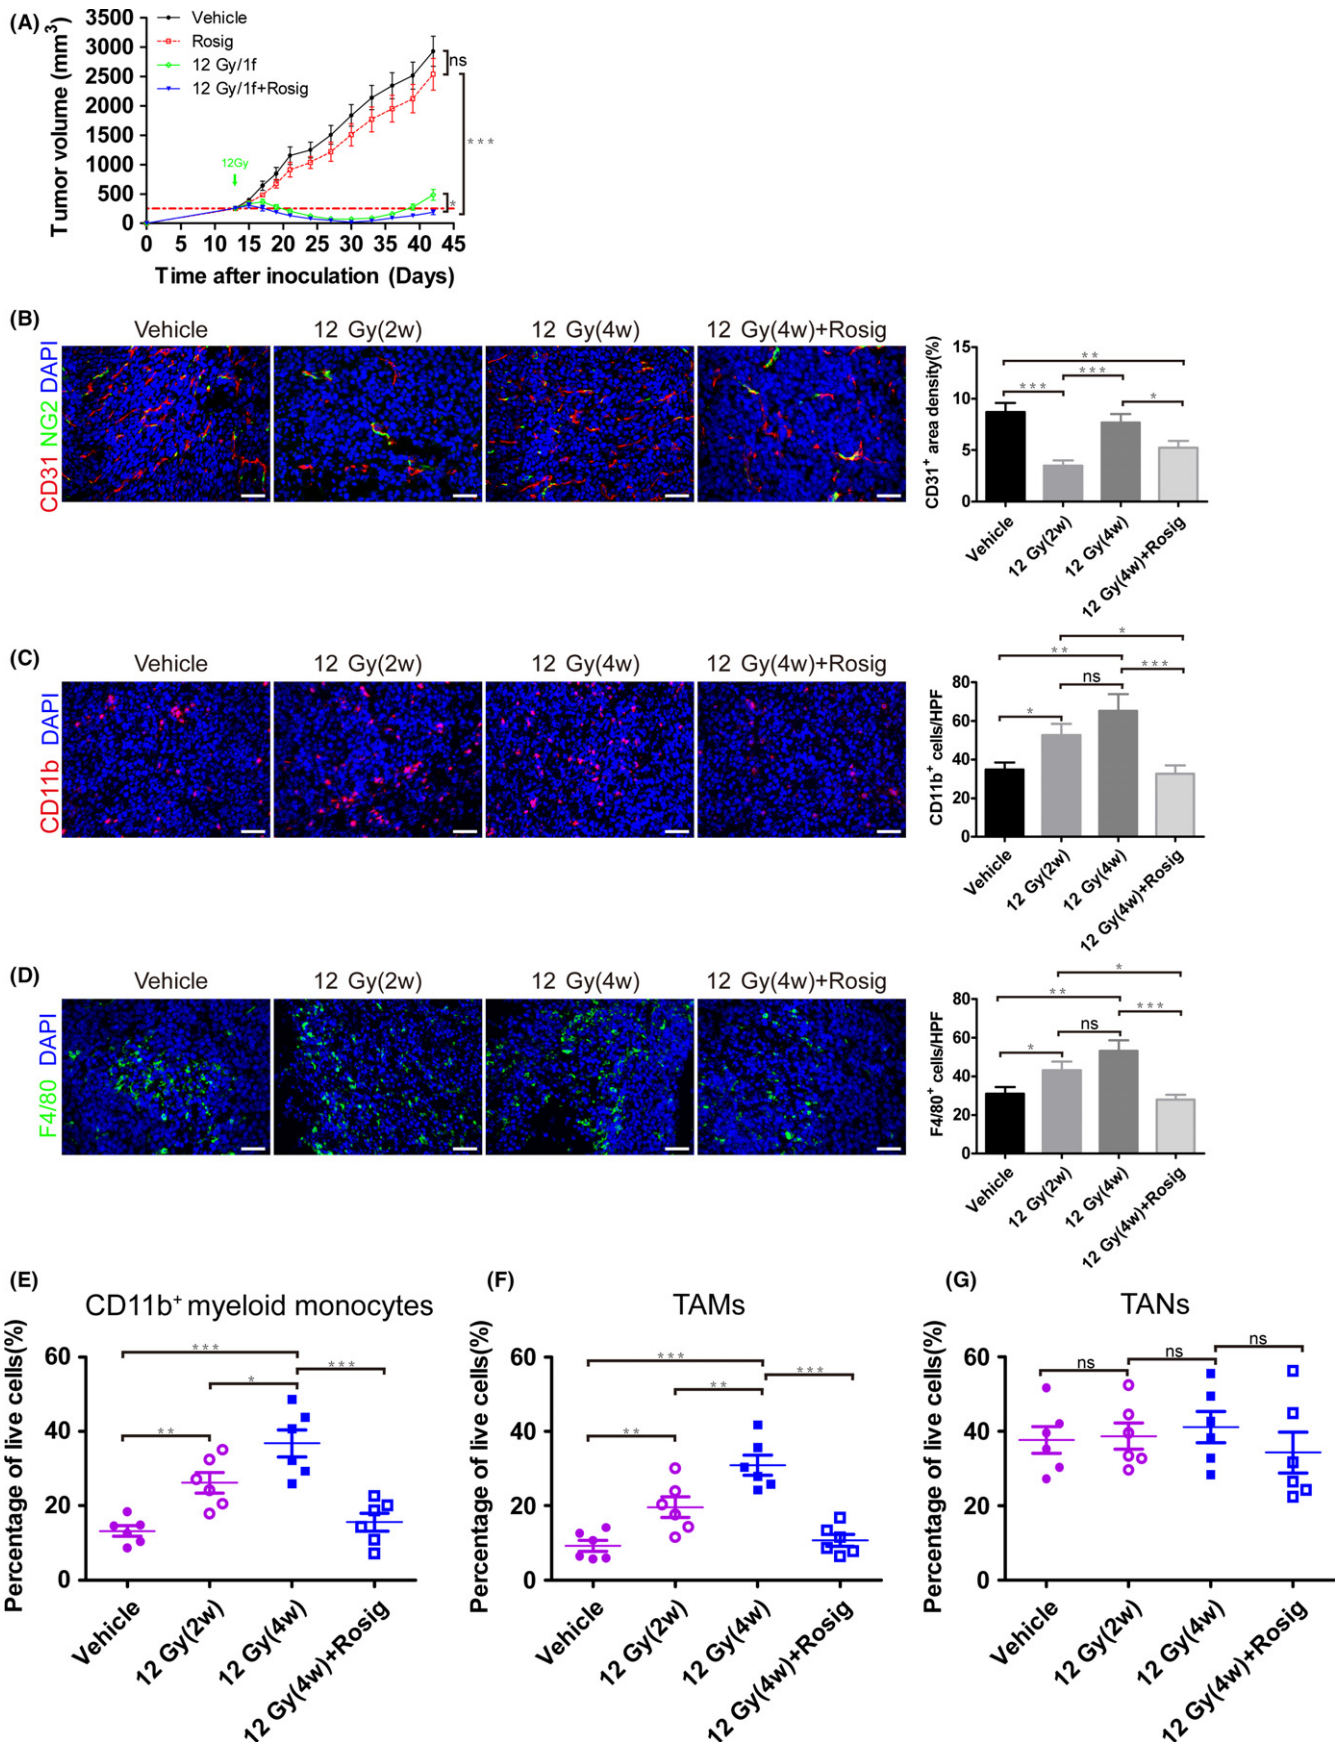 (A)
Tumor volume (mm³)
3500
3000
2500
2000
1500
1000
500
0
Vehicle
Rosig
12 Gy/1f
12 Gy/1f+Rosig
12Gy
ns
***
*
0 5 10 15 20 25 30 35 40 45
Time after inoculation (Days)
(B)
CD31 NG2 DAPI
Vehicle 12 Gy(2w) 12 Gy(4w) 12 Gy(4w)+Rosig
CD31⁺ area density(%)
15
10
5
0
**
***
***
*
Vehicle
12 Gy(2w)
12 Gy(4w)
12 Gy(4w)+Rosig
(C)
CD11b DAPI
Vehicle 12 Gy(2w) 12 Gy(4w) 12 Gy(4w)+Rosig
CD11b⁺ cells/HPF
80
60
40
20
0
*
**
***
ns
*
Vehicle
12 Gy(2w)
12 Gy(4w)
12 Gy(4w)+Rosig
(D)
F4/80 DAPI
Vehicle 12 Gy(2w) 12 Gy(4w) 12 Gy(4w)+Rosig
F4/80⁺ cells/HPF
80
60
40
20
0
*
**
***
ns
*
Vehicle
12 Gy(2w)
12 Gy(4w)
12 Gy(4w)+Rosig
(E)
CD11b⁺ myeloid monocytes
Percentage of live cells(%)
60
40
20
0
***
***
*
**
Vehicle
12 Gy(2w)
12 Gy(4w)
12 Gy(4w)+Rosig
(F)
TAMs
Percentage of live cells(%)
60
40
20
0
***
***
**
**
Vehicle
12 Gy(2w)
12 Gy(4w)
12 Gy(4w)+Rosig
(G)
TANs
Percentage of live cells(%)
60
40
20
0
ns
ns
ns
Vehicle
12 Gy(2w)
12 Gy(4w)
12 Gy(4w)+Rosig